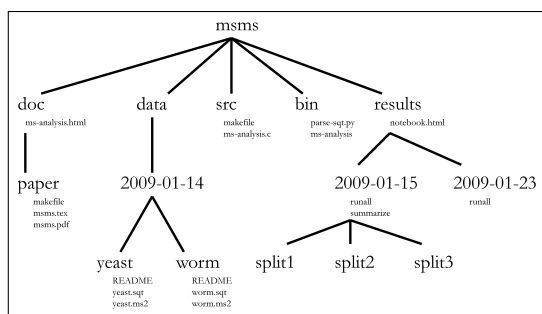 msms
doc
data
src
bin
results
ms-analysis.html
makefile
ms-analysis.c
parse-sqt.py
ms-analysis
notebook.html
paper
makefile
msms.tex
msms.pdf
2009-01-14
2009-01-15
runall
summarize
2009-01-23
runall
yeast
README
yeast.sqt
yeast.ms2
worm
README
worm.sqt
worm.ms2
split1
split2
split3